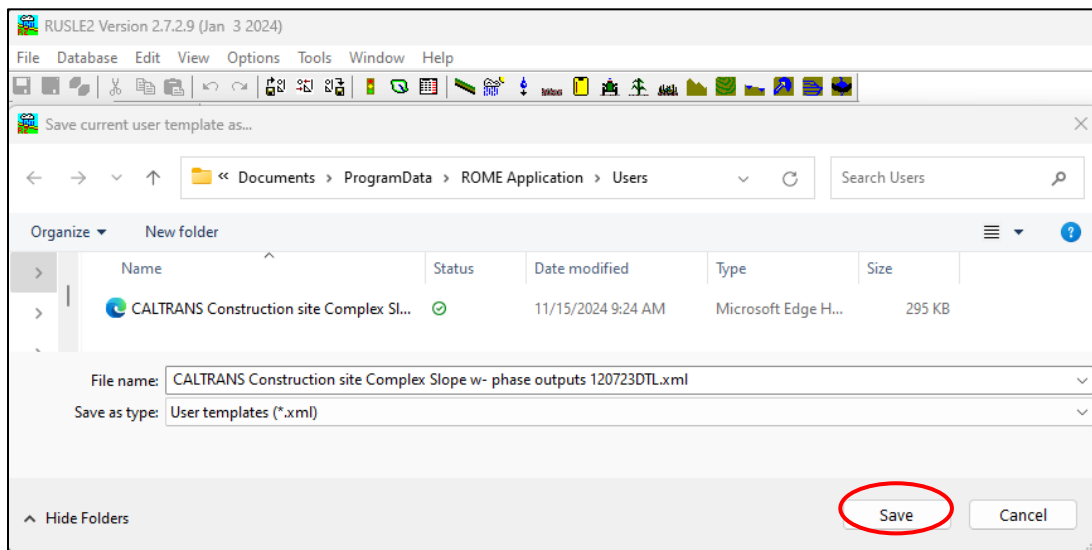 RUSLE2 Version 2.7.2.9 (Jan 3 2024)
File Database Edit View Options Tools Window Help
Save current user template as...
« Documents > ProgramData > ROME Application > Users
Search Users
Organize New folder
Name Status Date modified Type Size
CALTRANS Construction site Complex Sl... 11/15/2024 9:24 AM Microsoft Edge H... 295 KB
File name: CALTRANS Construction site Complex Slope w- phase outputs 120723DTL.xml
Save as type: User templates (*.xml)
Hide Folders Save Cancel